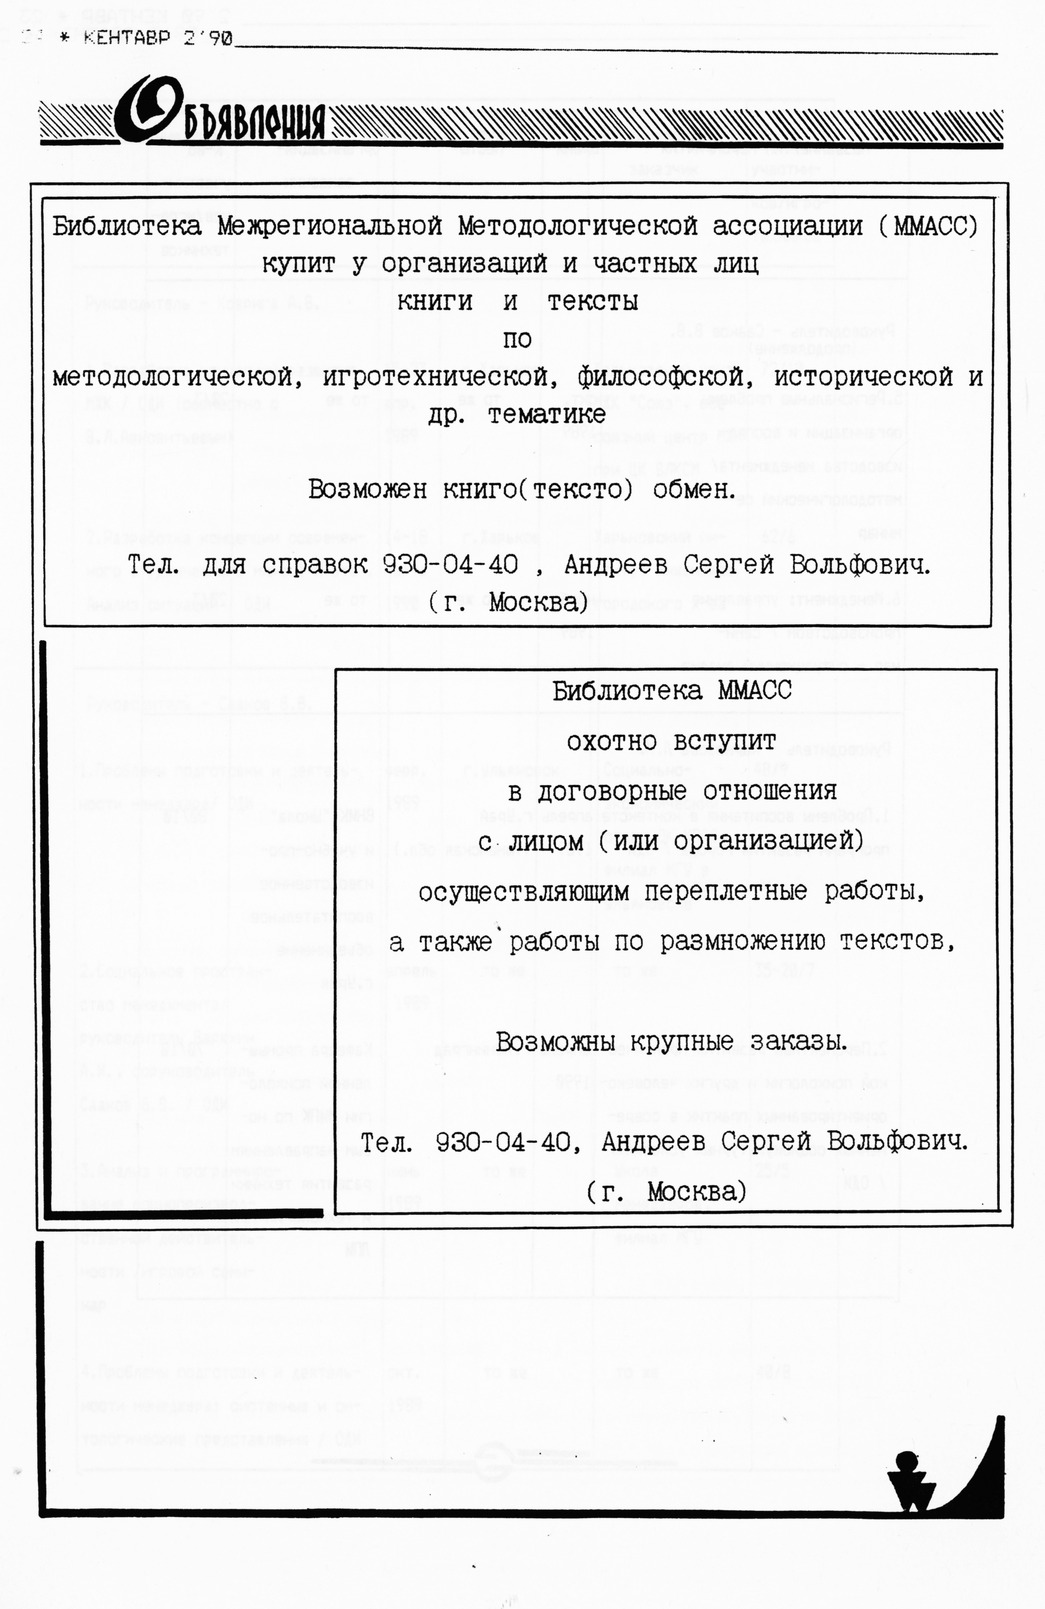 * КЕНТАВР 2'90
Объявления
Библиотека Межрегиональной Методологической ассоциации (ММАСС)
купит у организаций и частных лиц
книги и тексты
по
методологической, игротехнической, философской, исторической и
др. тематике
Возможен книго(тексто) обмен.
Тел. для справок 930-04-40 , Андреев Сергей Вольфович.
(г. Москва)
Библиотека ММАСС
охотно вступит
в договорные отношения
с лицом (или организацией)
осуществляющим переплетные работы,
а также работы по размножению текстов,
Возможны крупные заказы.
Тел. 930-04-40, Андреев Сергей Вольфович.
(г. Москва)